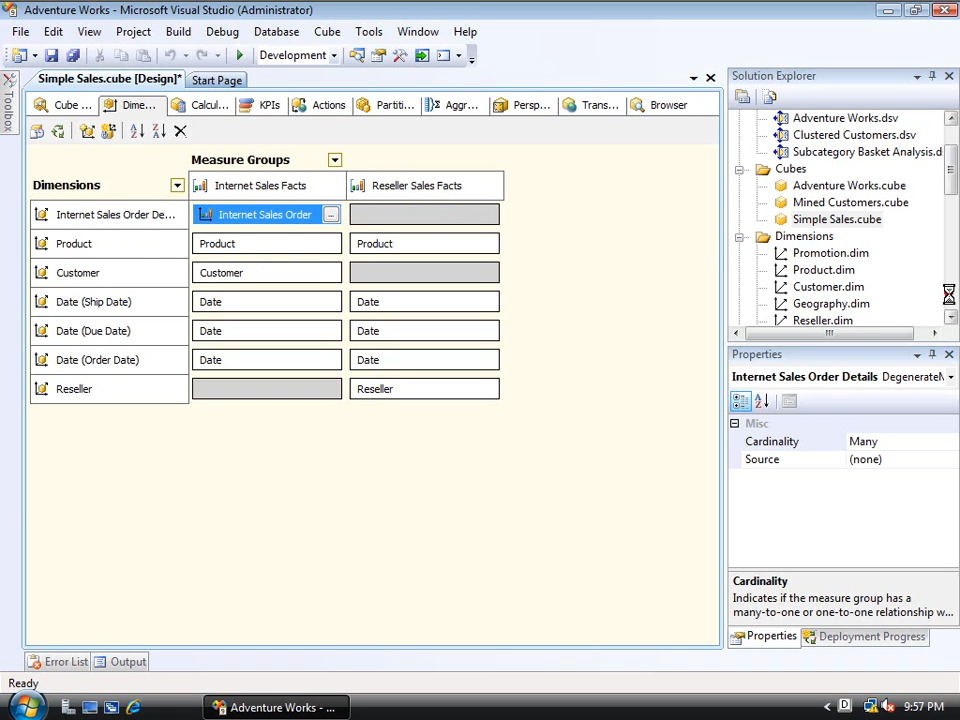 Adventure Works - Microsoft Visual Studio (Administrator)
File Edit View Project Build Debug Database Cube Tools Window Help
Development
Simple Sales.cube [Design]* Start Page
Cube ... Dime... Calcul... KPIs Actions Partiti... Aggr... Persp... Trans... Browser
Measure Groups
Dimensions
Internet Sales Facts Reseller Sales Facts
Internet Sales Order De... Internet Sales Order ...
Product Product Product
Customer Customer
Date (Ship Date) Date Date
Date (Due Date) Date Date
Date (Order Date) Date Date
Reseller Reseller
Toolbox
Solution Explorer
Adventure Works.dsv
Clustered Customers.dsv
Subcategory Basket Analysis.d
Cubes
Adventure Works.cube
Mined Customers.cube
Simple Sales.cube
Dimensions
Promotion.dim
Product.dim
Customer.dim
Geography.dim
Reseller.dim
Properties
Internet Sales Order Details DegenerateM
Misc
Cardinality Many
Source (none)
Cardinality
Indicates if the measure group has a
many-to-one or one-to-one relationship w...
Properties Deployment Progress
Error List Output
Ready
Adventure Works - ...
D
9:57 PM